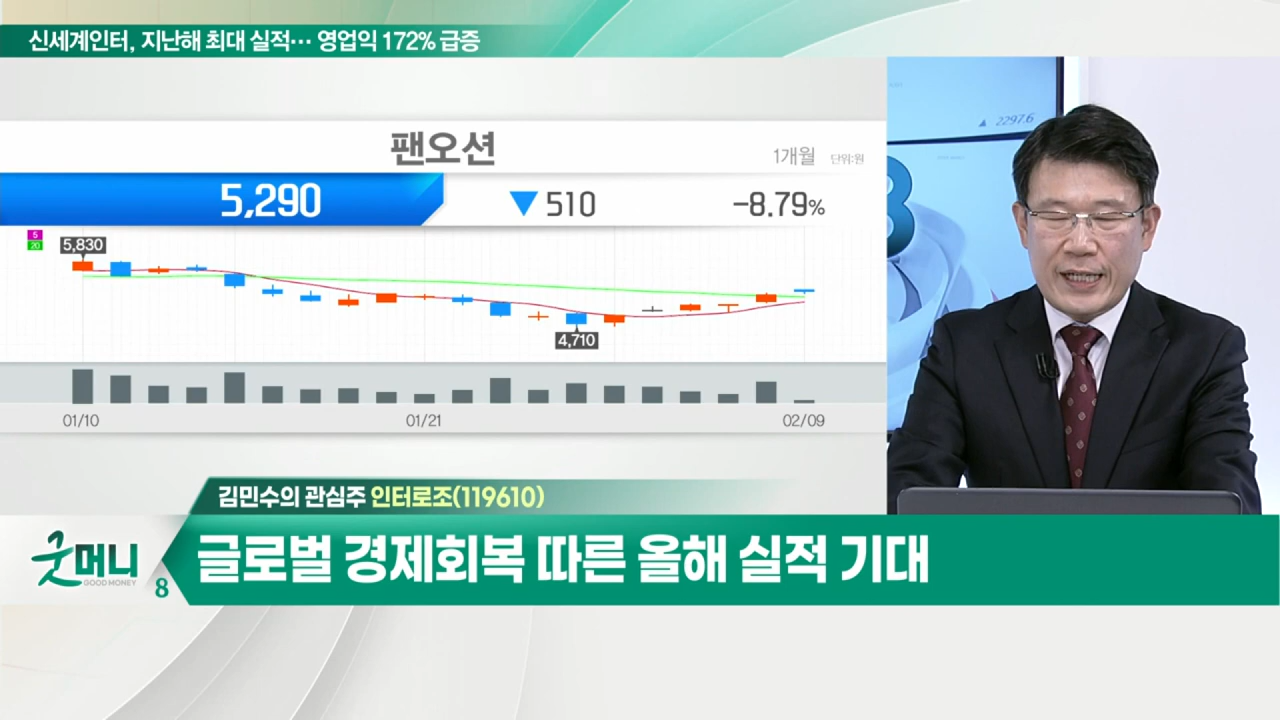 신세계인터, 지난해 최대 실적… 영업익 172% 급증
▲ 2297.6
팬오션
1개월 단위:원
5,290 ▼ 510 -8.79%
5
20
5,830
4,710
01/10 01/21 02/09
김민수의 관심주 인터로조(119610)
글로벌 경제회복 따른 올해 실적 기대
굿머니
GOOD MONEY
8